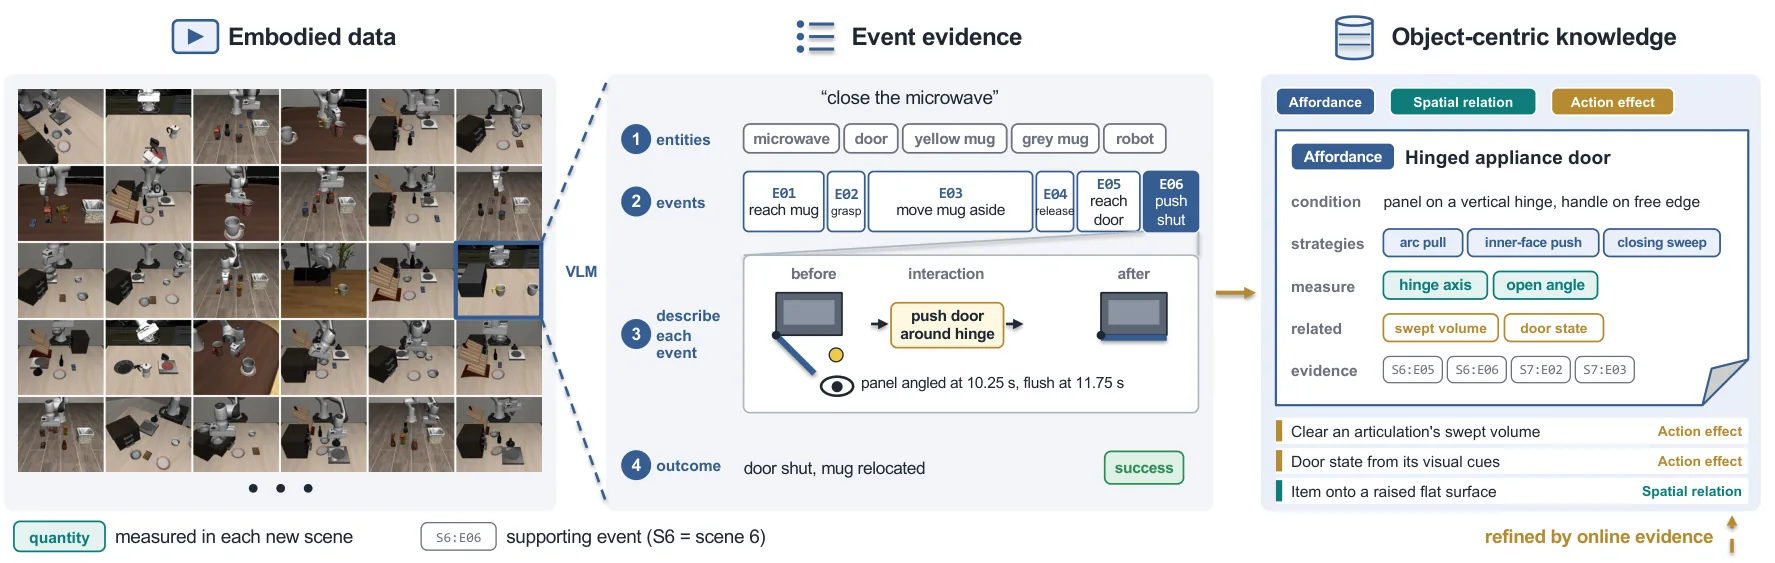 Embodied data
Event evidence
Object-centric knowledge
VLM
“close the microwave”
1 entities
microwave door yellow mug grey mug robot
2 events
E01 reach mug
E02 grasp
E03 move mug aside
E04 release
E05 reach door
E06 push shut
3 describe each event
before interaction after
push door around hinge
panel angled at 10.25 s, flush at 11.75 s
4 outcome
door shut, mug relocated
success
Affordance Spatial relation Action effect
Affordance Hinged appliance door
condition panel on a vertical hinge, handle on free edge
strategies arc pull inner-face push closing sweep
measure hinge axis open angle
related swept volume door state
evidence S6:E05 S6:E06 S7:E02 S7:E03
Clear an articulation's swept volume Action effect
Door state from its visual cues Action effect
Item onto a raised flat surface Spatial relation
quantity measured in each new scene
S6:E06 supporting event (S6 = scene 6)
refined by online evidence